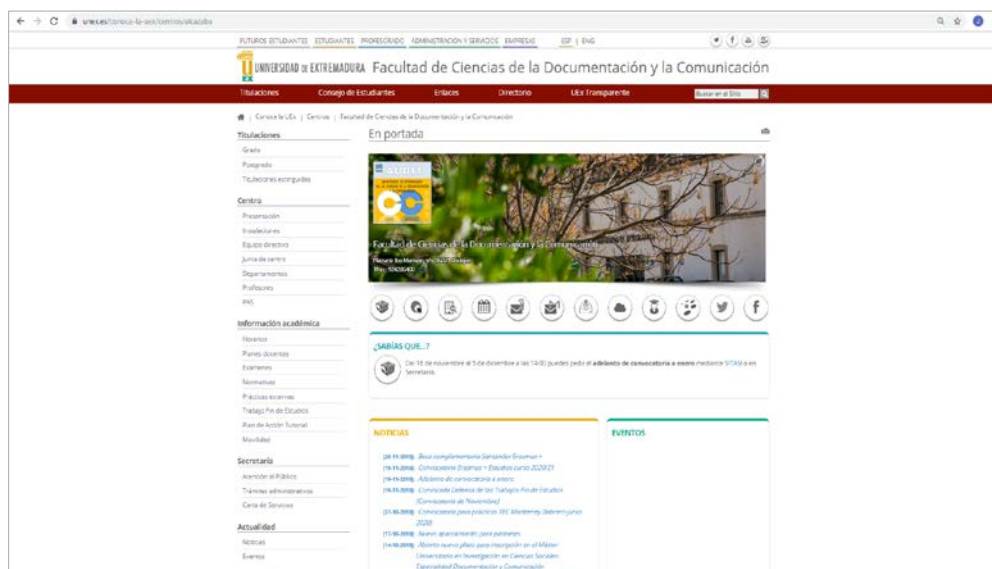 unex.es/conoce-la-uex/centros/alcazaba
FUTUROS ESTUDIANTES ESTUDIANTES PROFESORADO ADMINISTRACIÓN Y SERVICIOS EMPRESAS ESP | ENG
UNIVERSIDAD DE EXTREMADURA Facultad de Ciencias de la Documentación y la Comunicación
Titulaciones Consejo de Estudiantes Enlaces Directorio UEx Transparente Buscar en el Sitio
| Conoce la UEx | Centros | Facultad de Ciencias de la Documentación y la Comunicación
Titulaciones
Grado
Postgrado
Titulaciones extinguidas
Centro
Presentación
Instalaciones
Equipo directivo
Junta de centro
Departamentos
Profesores
PAS
Información académica
Horarios
Planes docentes
Exámenes
Normativas
Prácticas externas
Trabajo Fin de Estudios
Plan de Acción Tutorial
Movilidad
Secretaría
Atención al Público
Trámites administrativos
Carta de Servicios
Actualidad
Noticias
Eventos
En portada
AUDIT
CC
Facultad de Ciencias de la Documentación y la Comunicación
¿SABÍAS QUE...?
Del 18 de noviembre al 5 de diciembre a las 14:00 puedes pedir el adelanto de convocatoria a enero mediante o en
Secretaría.
NOTICIAS
Beca complementaria Santander Erasmus +
Convocatoria Erasmus + Estudios curso 2020/21
Adelanto de convocatoria a enero
Convocada Defensa de los Trabajos Fin de Estudios
(Convocatoria de Noviembre)
Convocatoria para prácticas TEC Monterrey (febrero-junio
2020)
Nuevo aparcamiento para patinetes
Abierto nuevo plazo para inscripción en el Máster
Universitario en Investigación en Ciencias Sociales:
Especialidad Documentación y Comunicación
EVENTOS